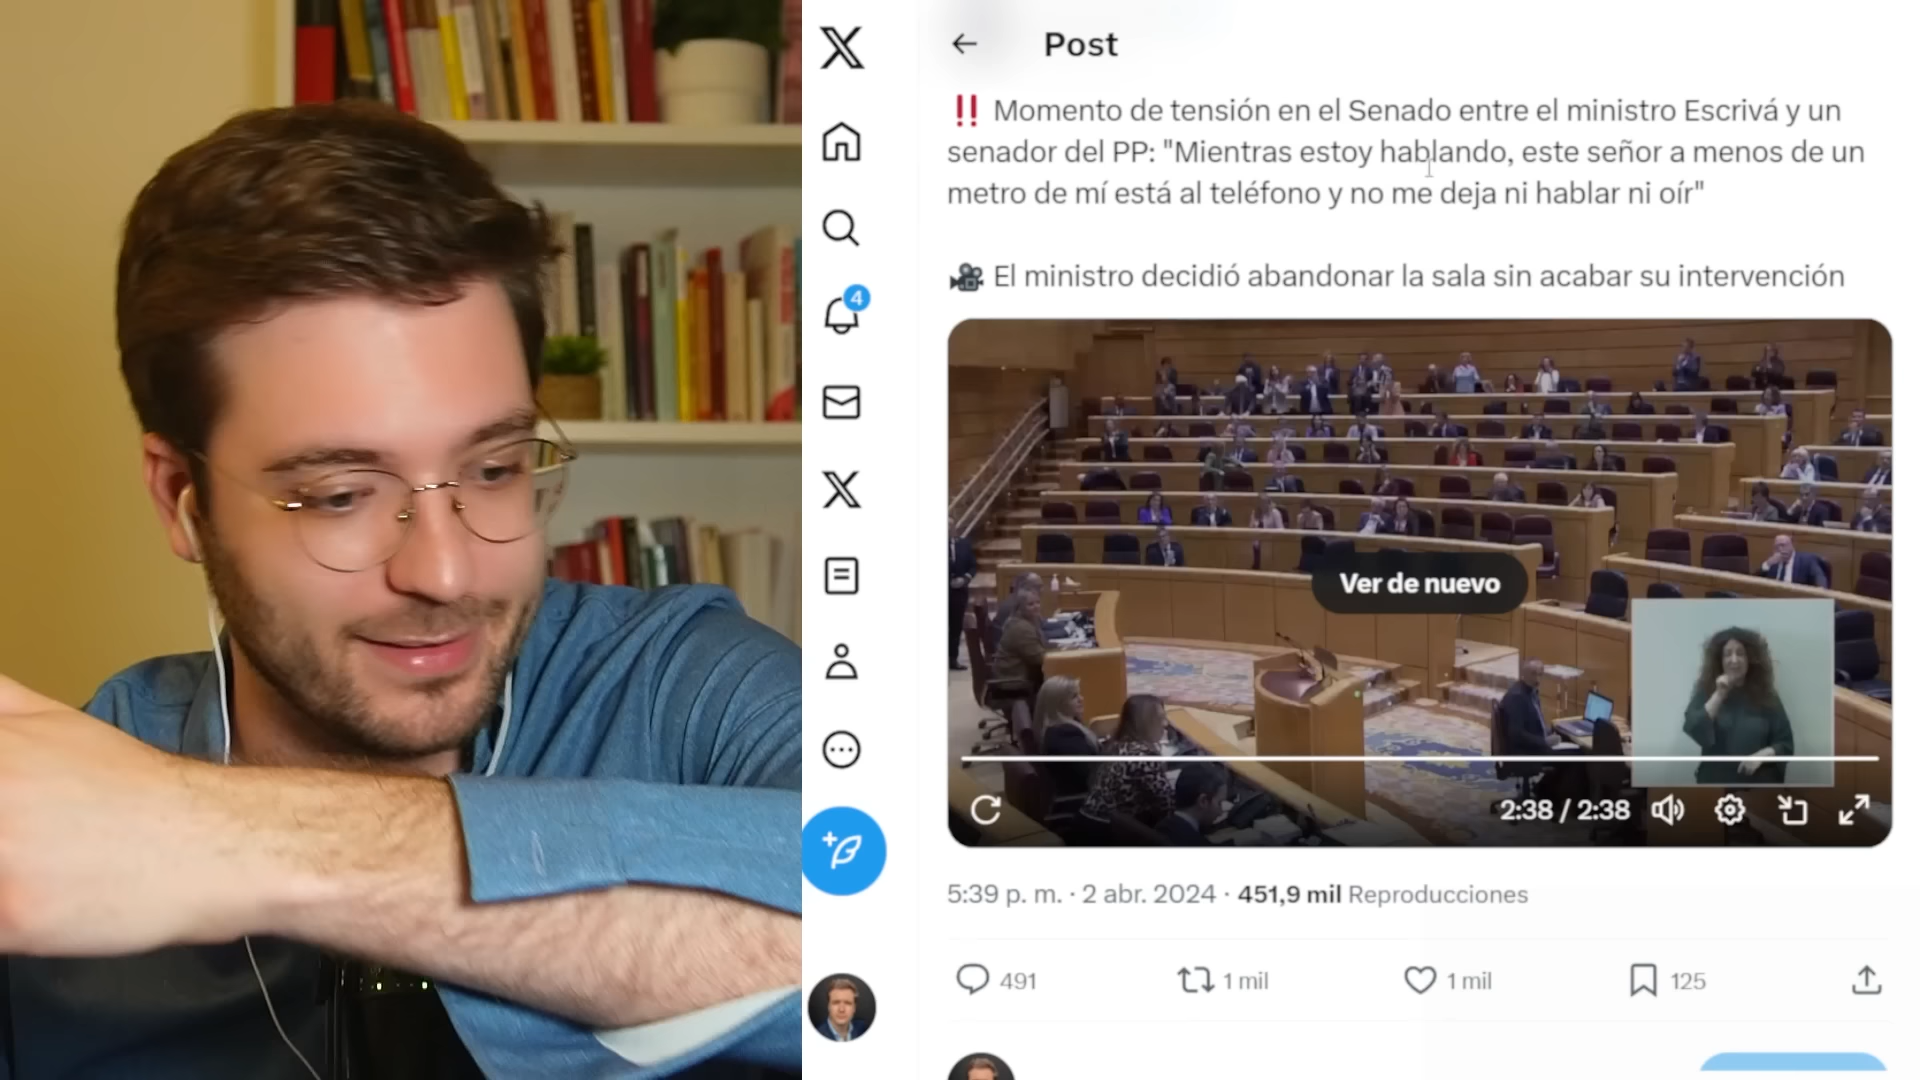 Post
4
‼️ Momento de tensión en el Senado entre el ministro Escrivá y un
senador del PP: "Mientras estoy hablando, este señor a menos de un
metro de mí está al teléfono y no me deja ni hablar ni oír"
🎥 El ministro decidió abandonar la sala sin acabar su intervención
Ver de nuevo
2:38 / 2:38
5:39 p. m. · 2 abr. 2024 · 451,9 mil Reproducciones
491 1 mil 1 mil 125